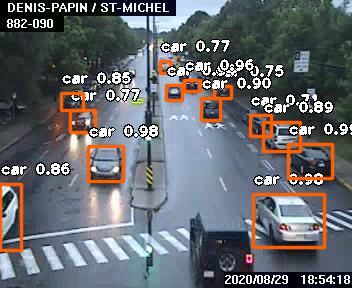 DENIS-PAPIN / ST-MICHEL
882-090
car 0.77
car 0.96
0.75
car 0.85
0.77
car 0.90
car 0.89
car 0.98
car 0.99
car 0.86
car 0.98
2020/08/29 18:54:18